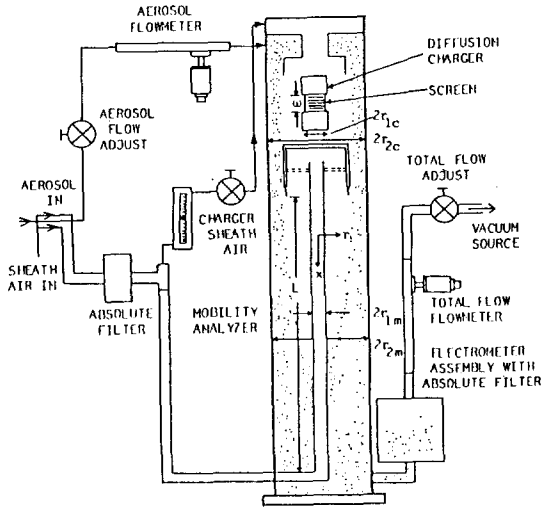 AEROSOL
FLOWMETER
DIFFUSION
CHARGER
SCREEN
ω
2r1c
2r2c
AEROSOL
FLOW
ADJUST
AEROSOL
IN
SHEATH
AIR IN
ABSOLUTE
FILTER
CHARGER
SHEATH
AIR
TOTAL FLOW
ADJUST
VACUUM
SOURCE
r
x
L
MOBILITY
ANALYZER
2r1m
2r2m
TOTAL FLOW
FLOWMETER
ELECTROMETER
ASSEMBLY WITH
ABSOLUTE FILTER